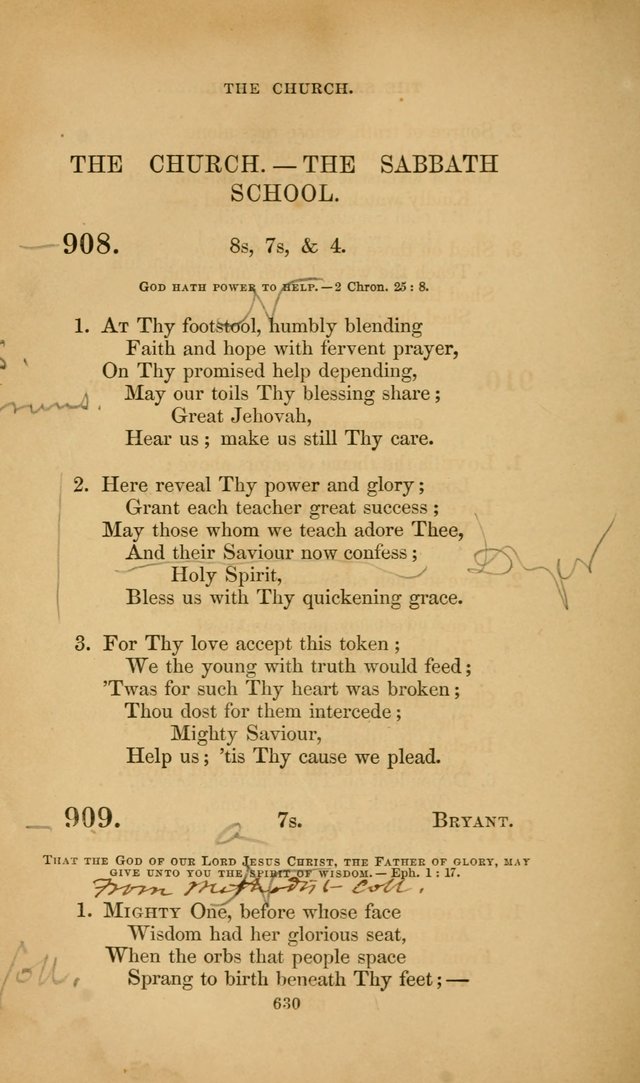 THE CHURCH.
THE CHURCH. — THE SABBATH
SCHOOL.
908. 8s, 7s, & 4.
GOD HATH POWER TO HELP. — 2 Chron. 25 : 8.
N
1. AT Thy footstool, humbly blending
Faith and hope with fervent prayer,
On Thy promised help depending,
May our toils Thy blessing share ;
Great Jehovah,
Hear us ; make us still Thy care.
2. Here reveal Thy power and glory ;
Grant each teacher great success ;
May those whom we teach adore Thee,
And their Saviour now confess ;
Holy Spirit,
Bless us with Thy quickening grace.
3. For Thy love accept this token ;
We the young with truth would feed ;
'Twas for such Thy heart was broken ;
Thou dost for them intercede ;
Mighty Saviour,
Help us ; 'tis Thy cause we plead.
909. 7s. BRYANT.
a
THAT THE GOD OF OUR LORD JESUS CHRIST, THE FATHER OF GLORY, MAY
GIVE UNTO YOU THE SPIRIT OF WISDOM. — Eph. 1 : 17.
From Methodist Coll.
1. MIGHTY One, before whose face
Wisdom had her glorious seat,
When the orbs that people space
Sprang to birth beneath Thy feet ; —
Coll.
630